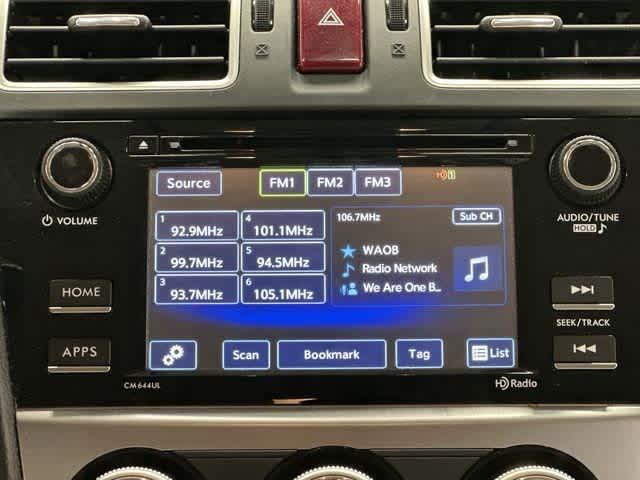 Source FM1 FM2 FM3 HD 1
VOLUME
AUDIO/TUNE
HOLD
1 92.9MHz 4 101.1MHz 106.7MHz Sub CH
2 99.7MHz 5 94.5MHz WAOB
Radio Network
3 93.7MHz 6 105.1MHz We Are One B...
HOME
SEEK/TRACK
APPS
Scan Bookmark Tag List
CM644UL
HD Radio